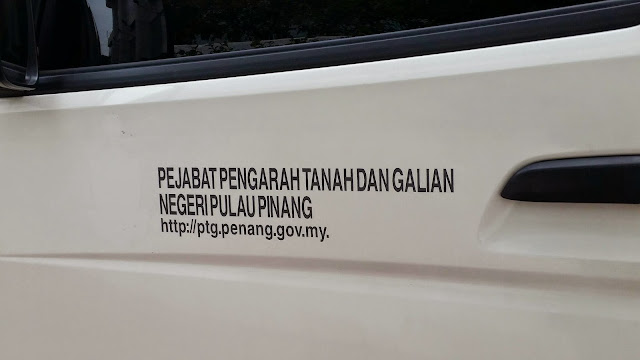 PEJABAT PENGARAH TANAH DAN GALIAN
NEGERI PULAU PINANG
http://ptg.penang.gov.my.